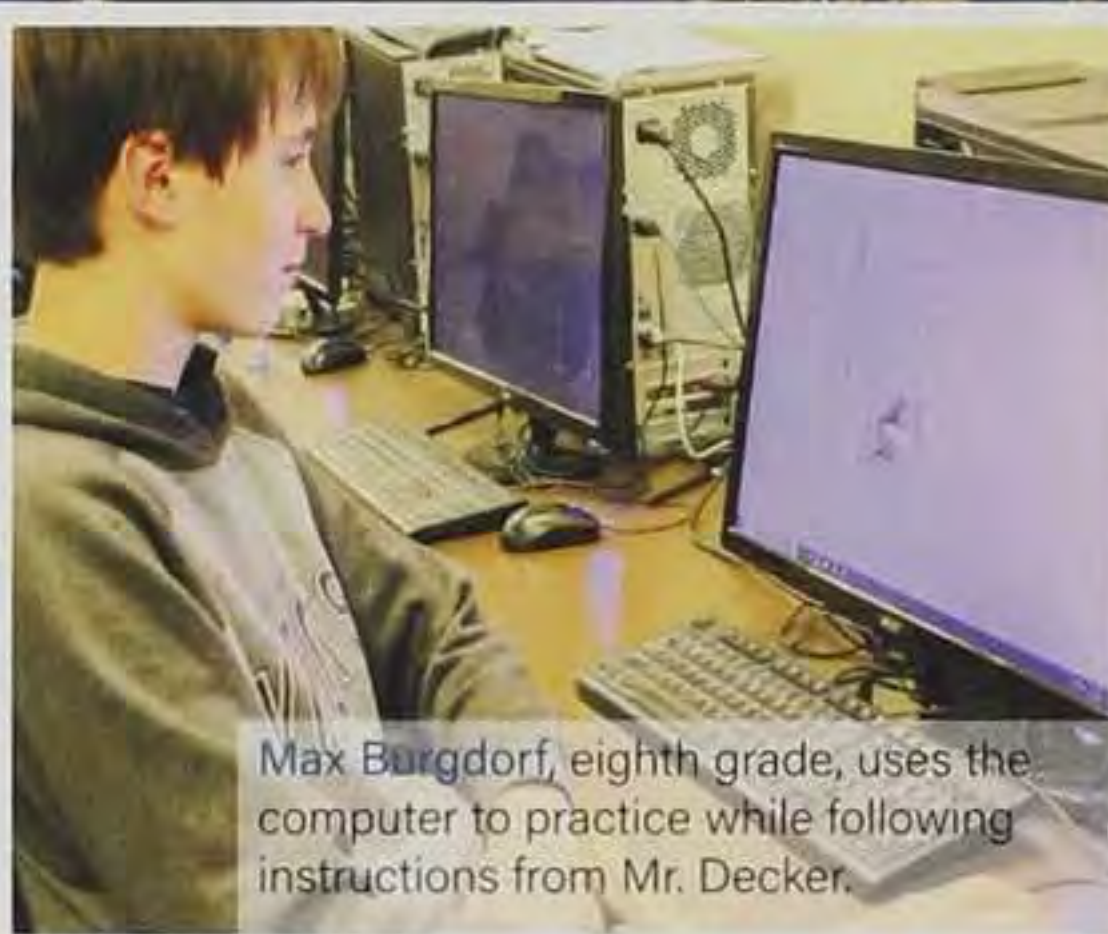 Max Burgdorf, eighth grade, uses the
computer to practice while following
instructions from Mr. Decker.